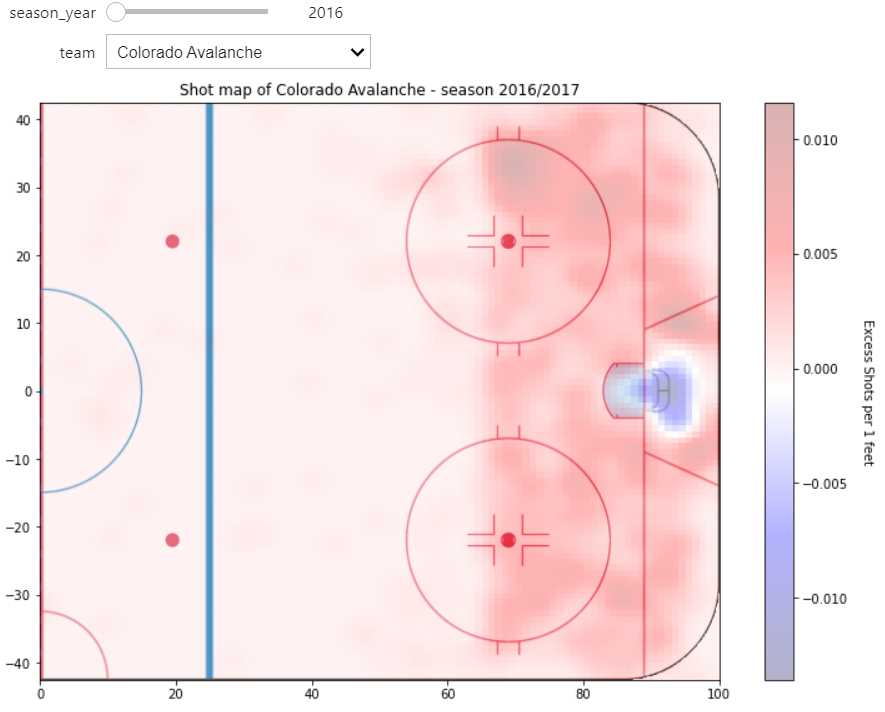 season_year 2016
team Colorado Avalanche
Shot map of Colorado Avalanche - season 2016/2017
40
30
20
10
0
−10
−20
−30
−40
0 20 40 60 80 100
0.010
0.005
0.000
−0.005
−0.010
Excess Shots per 1 feet